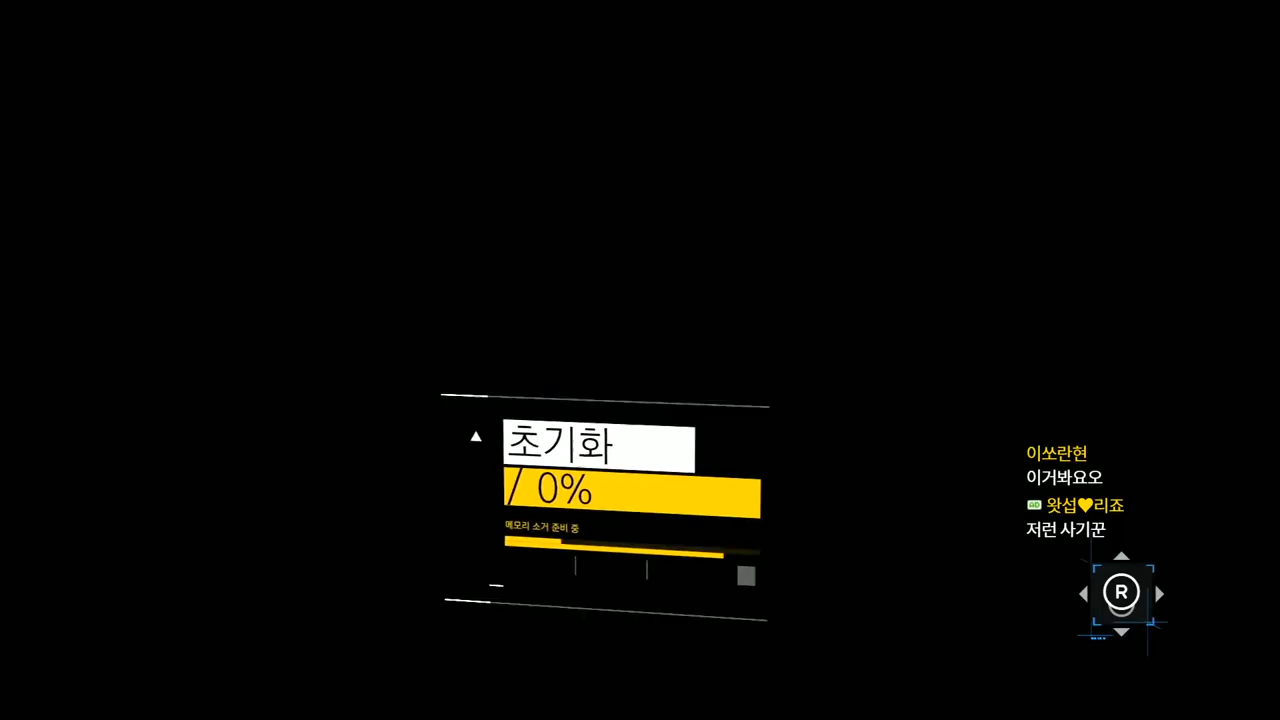 초기화
/ 0%
메모리 소거 준비 중
이쏘란현
이거봐요오
AD 왓섭♥리죠
저런 사기꾼
R